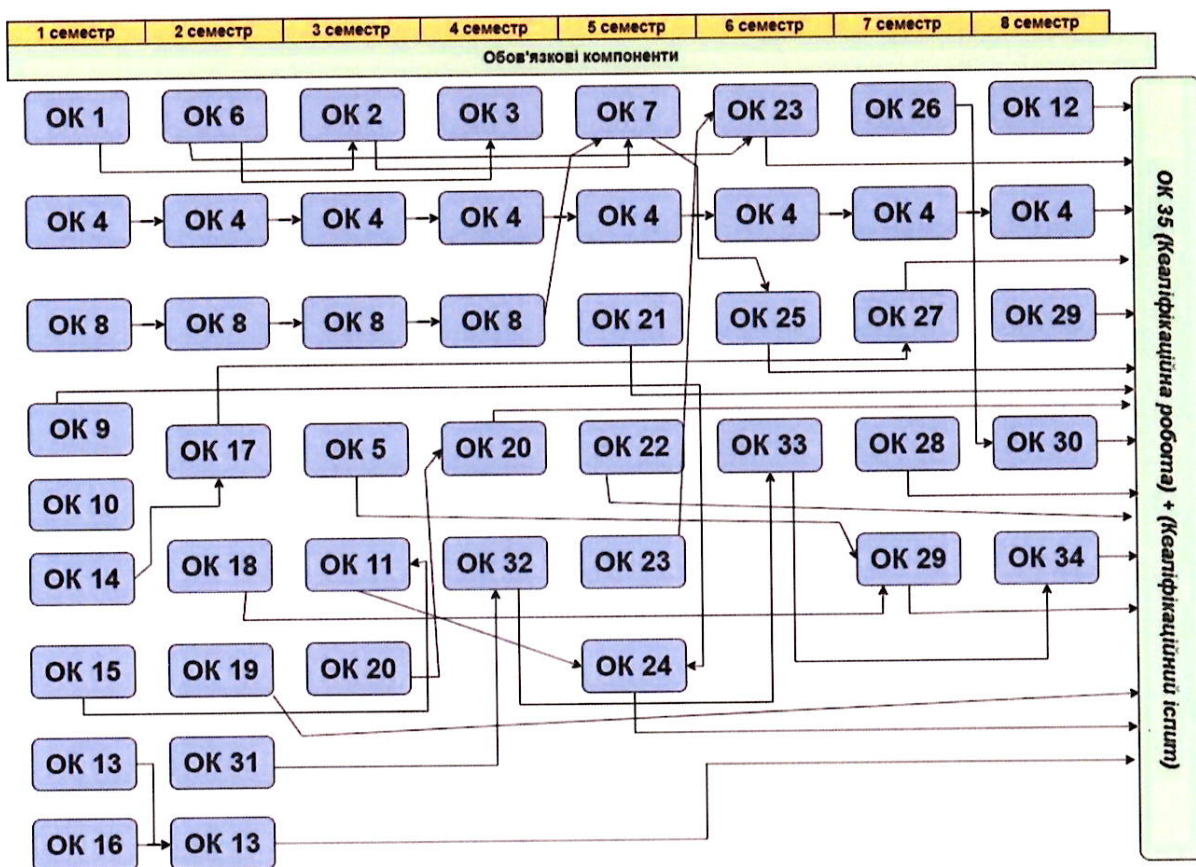 1 семестр
2 семестр
3 семестр
4 семестр
5 семестр
6 семестр
7 семестр
8 семестр
Обов'язкові компоненти
ОК 1
ОК 6
ОК 2
ОК 3
ОК 7
ОК 23
ОК 26
ОК 12
ОК 4
ОК 4
ОК 4
ОК 4
ОК 4
ОК 4
ОК 4
ОК 4
ОК 8
ОК 8
ОК 8
ОК 8
ОК 21
ОК 25
ОК 27
ОК 29
ОК 9
ОК 17
ОК 5
ОК 20
ОК 22
ОК 33
ОК 28
ОК 30
ОК 10
ОК 14
ОК 18
ОК 11
ОК 32
ОК 23
ОК 29
ОК 34
ОК 15
ОК 19
ОК 20
ОК 24
ОК 13
ОК 31
ОК 16
ОК 13
ОК 35 (Кваліфікаційна робота) + (Кваліфікаційний іспит)